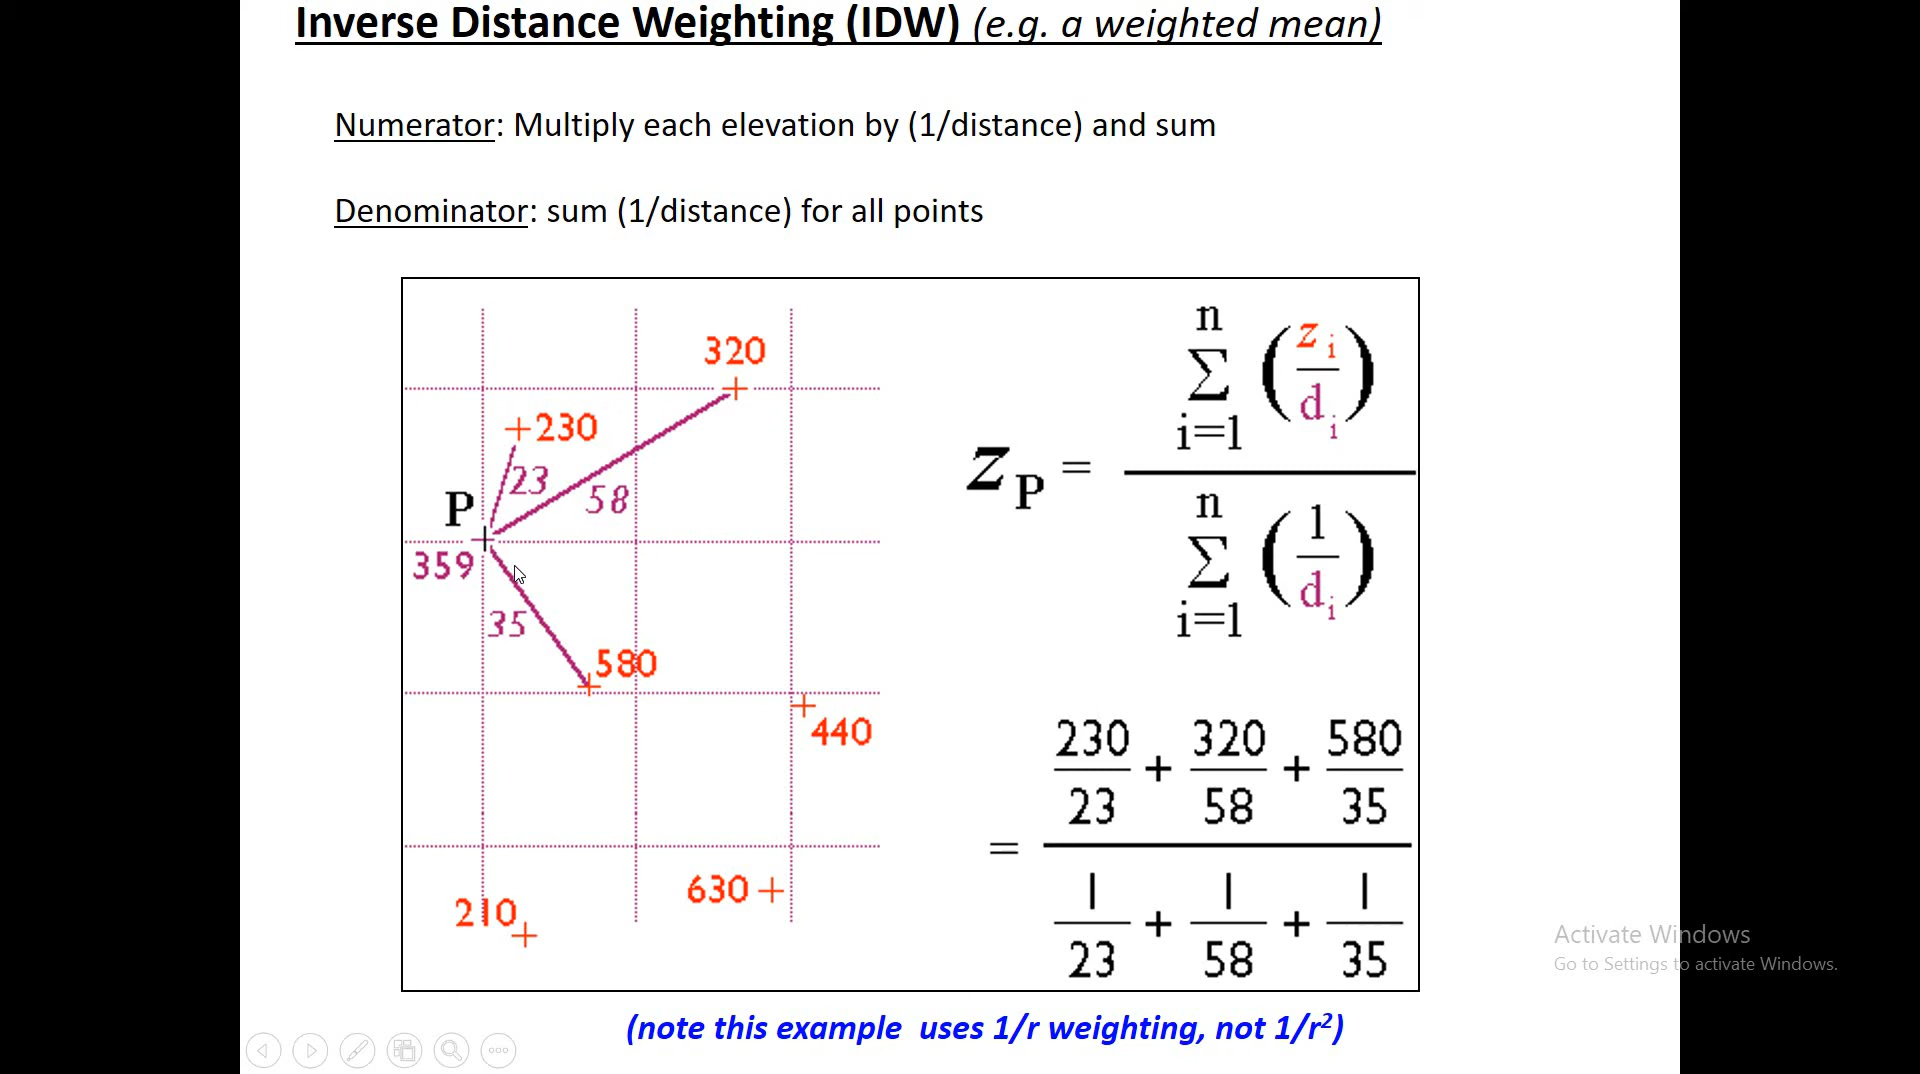 Inverse Distance Weighting (IDW) (e.g. a weighted mean)
Numerator: Multiply each elevation by (1/distance) and sum
Denominator: sum (1/distance) for all points
320
+230
23
58
P
359
35
580
440
630
210
z_P = Σ_{i=1}^{n} (z_i/d_i) / Σ_{i=1}^{n} (1/d_i)
= (230/23 + 320/58 + 580/35) / (1/23 + 1/58 + 1/35)
(note this example uses 1/r weighting, not 1/r²)
Activate Windows
Go to Settings to activate Windows.